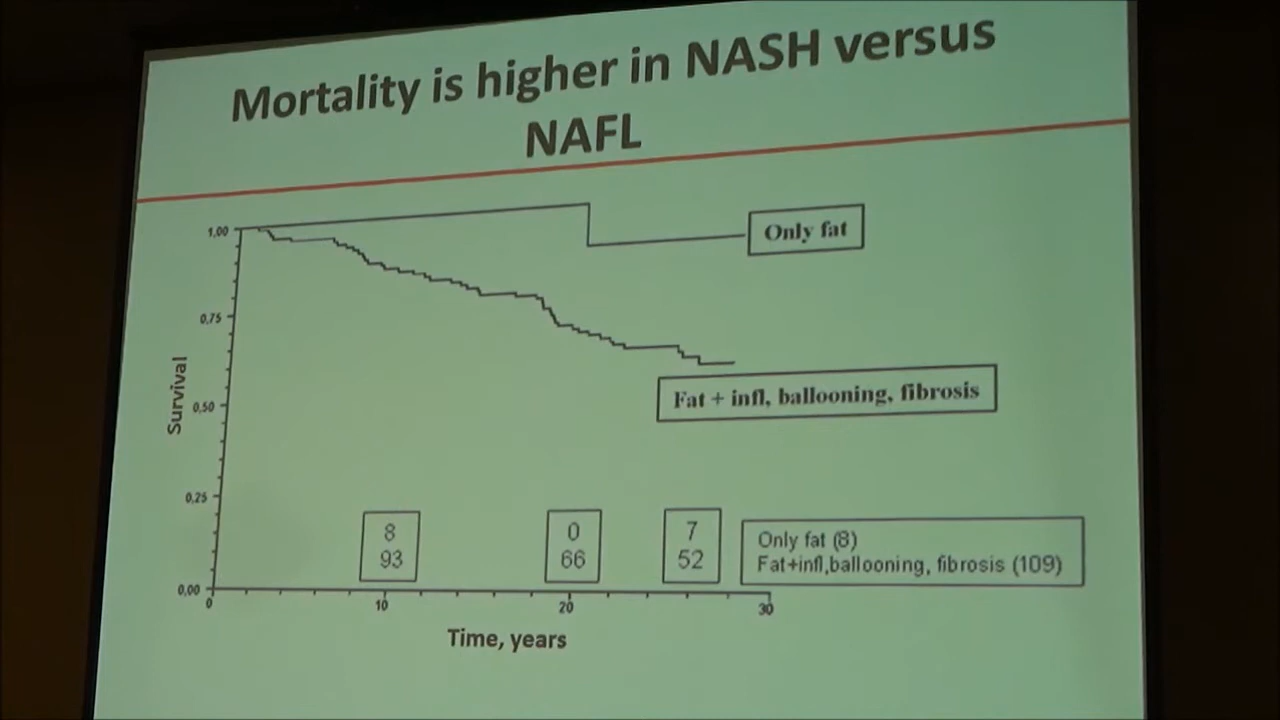 Mortality is higher in NASH versus
NAFL
1,00
0,75
0,50
0,25
0,00
Survival
Only fat
Fat + infl, ballooning, fibrosis
8
93
0
66
7
52
Only fat (8)
Fat+infl,ballooning, fibrosis (109)
0
10
20
30
Time, years